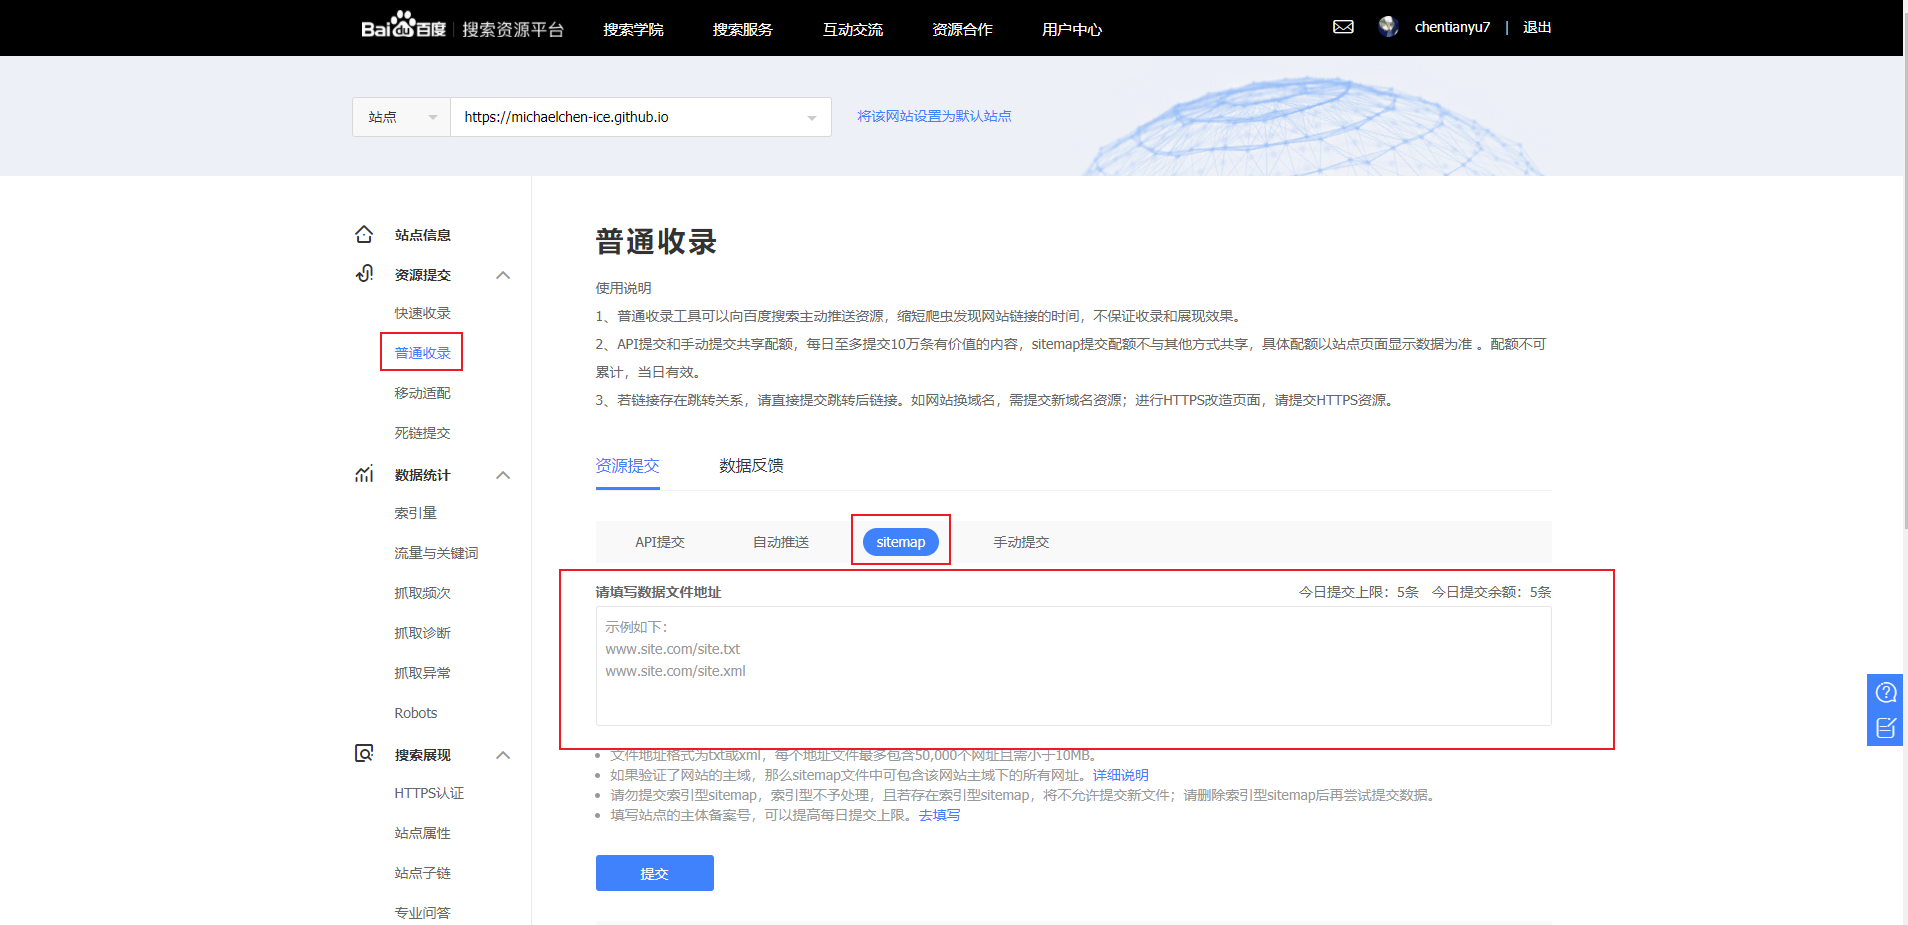 Bai du 百度 | 搜索资源平台 搜索学院 搜索服务 互动交流 资源合作 用户中心 chentianyu7 | 退出
站点 https://michaelchen-ice.github.io 将该网站设置为默认站点
站点信息
资源提交
快速收录
普通收录
移动适配
死链提交
数据统计
索引量
流量与关键词
抓取频次
抓取诊断
抓取异常
Robots
搜索展现
HTTPS认证
站点属性
站点子链
专业问答
普通收录
使用说明
1、普通收录工具可以向百度搜索主动推送资源，缩短爬虫发现网站链接的时间，不保证收录和展现效果。
2、API提交和手动提交共享配额，每日至多提交10万条有价值的内容，sitemap提交配额不与其他方式共享，具体配额以站点页面显示数据为准 。配额不可
累计，当日有效。
3、若链接存在跳转关系，请直接提交跳转后链接。如网站换域名，需提交新域名资源；进行HTTPS改造页面，请提交HTTPS资源。
资源提交 数据反馈
API提交 自动推送 sitemap 手动提交
请填写数据文件地址 今日提交上限：5条 今日提交余额：5条
示例如下：
www.site.com/site.txt
www.site.com/site.xml
文件地址格式为txt或xml，每个地址文件最多包含50,000个网址且需小于10MB。
如果验证了网站的主域，那么sitemap文件中可包含该网站主域下的所有网址。详细说明
请勿提交索引型sitemap，索引型不予处理，且若存在索引型sitemap，将不允许提交新文件；请删除索引型sitemap后再尝试提交数据。
填写站点的主体备案号，可以提高每日提交上限。去填写
提交